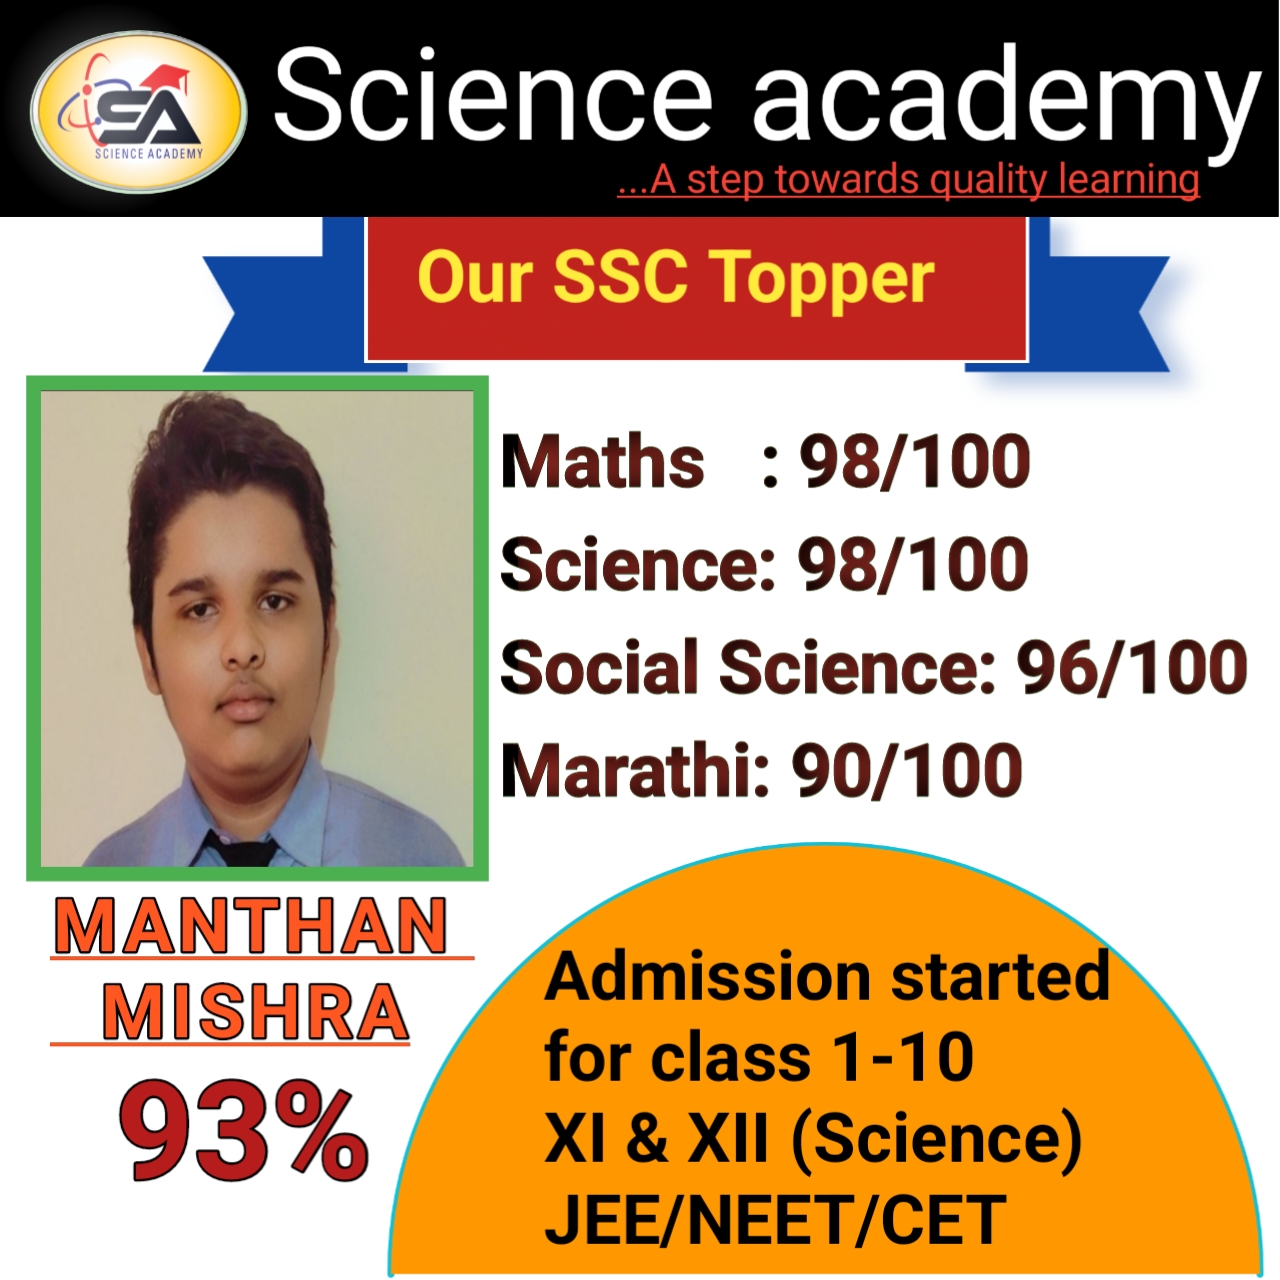 SA
SCIENCE ACADEMY
Science academy
...A step towards quality learning
Our SSC Topper
Maths : 98/100
Science: 98/100
Social Science: 96/100
Marathi: 90/100
MANTHAN
MISHRA
93%
Admission started
for class 1-10
XI & XII (Science)
JEE/NEET/CET